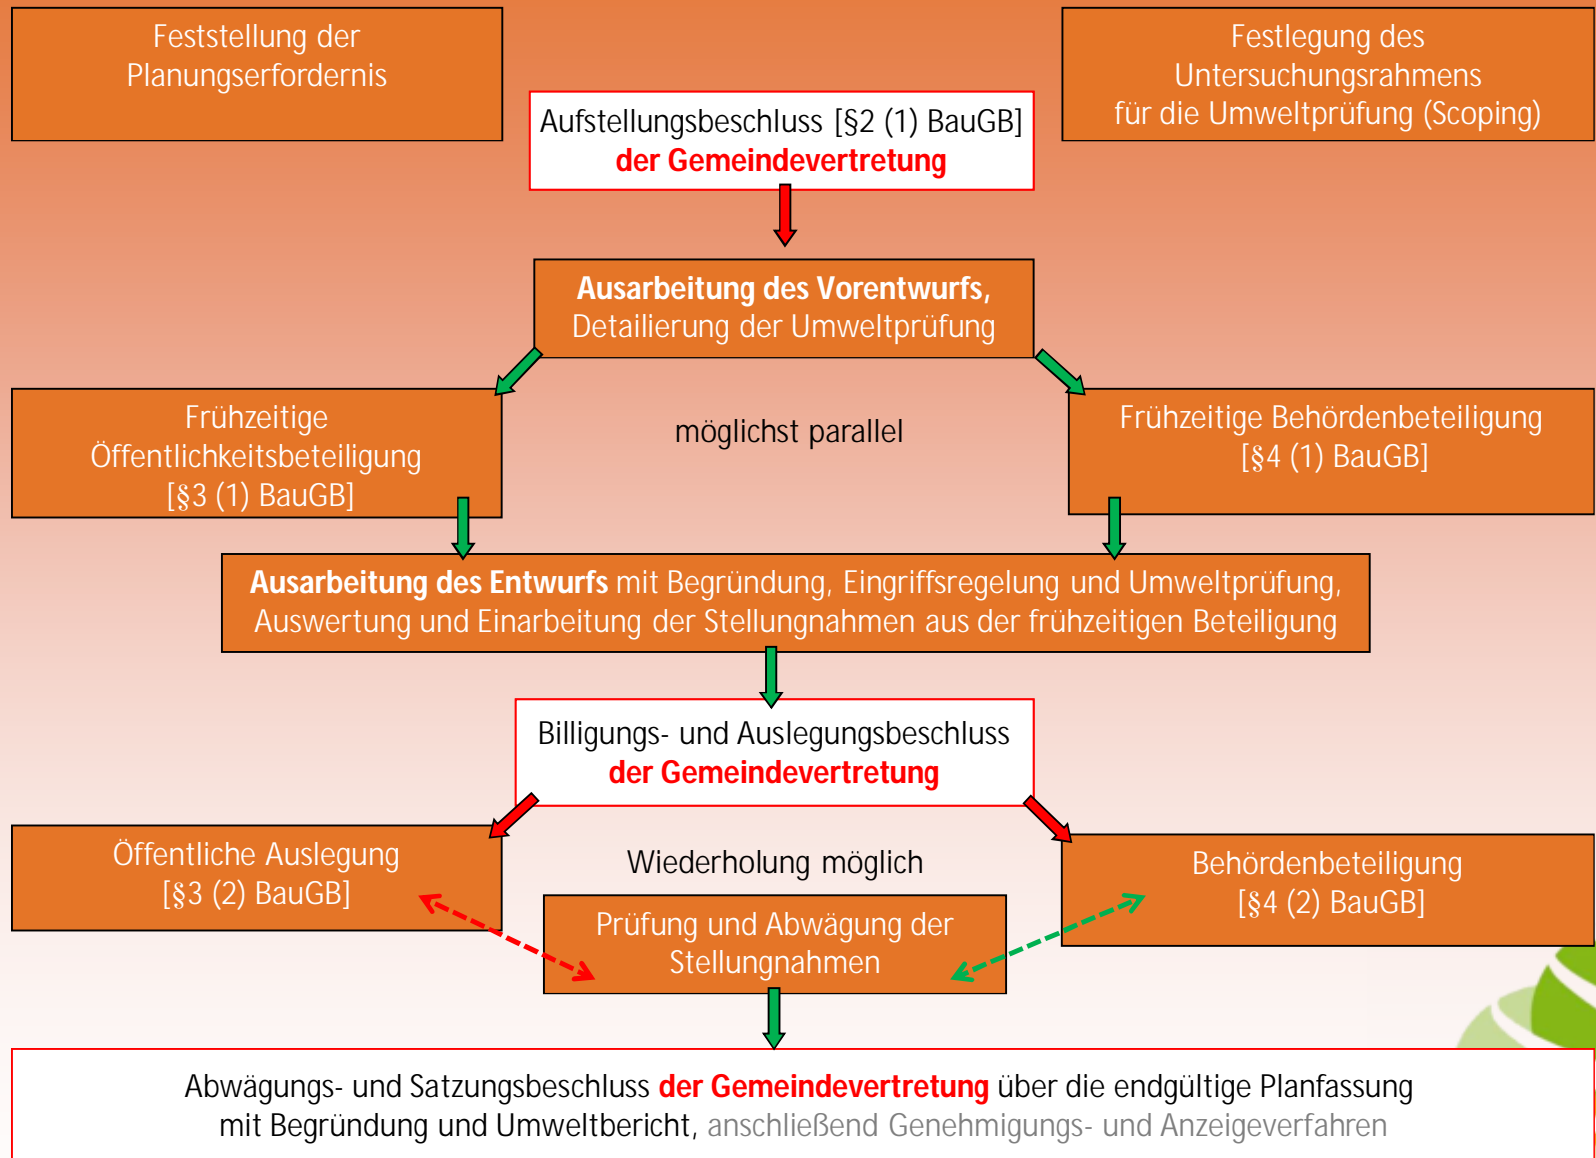 Feststellung der
Planungserfordernis
Festlegung des
Untersuchungsrahmens
für die Umweltprüfung (Scoping)
Aufstellungsbeschluss [§2 (1) BauGB]
der Gemeindevertretung
Ausarbeitung des Vorentwurfs,
Detailierung der Umweltprüfung
Frühzeitige
Öffentlichkeitsbeteiligung
[§3 (1) BauGB]
möglichst parallel
Frühzeitige Behördenbeteiligung
[§4 (1) BauGB]
Ausarbeitung des Entwurfs mit Begründung, Eingriffsregelung und Umweltprüfung,
Auswertung und Einarbeitung der Stellungnahmen aus der frühzeitigen Beteiligung
Billigungs- und Auslegungsbeschluss
der Gemeindevertretung
Öffentliche Auslegung
[§3 (2) BauGB]
Wiederholung möglich
Behördenbeteiligung
[§4 (2) BauGB]
Prüfung und Abwägung der
Stellungnahmen
Abwägungs- und Satzungsbeschluss der Gemeindevertretung über die endgültige Planfassung
mit Begründung und Umweltbericht, anschließend Genehmigungs- und Anzeigeverfahren